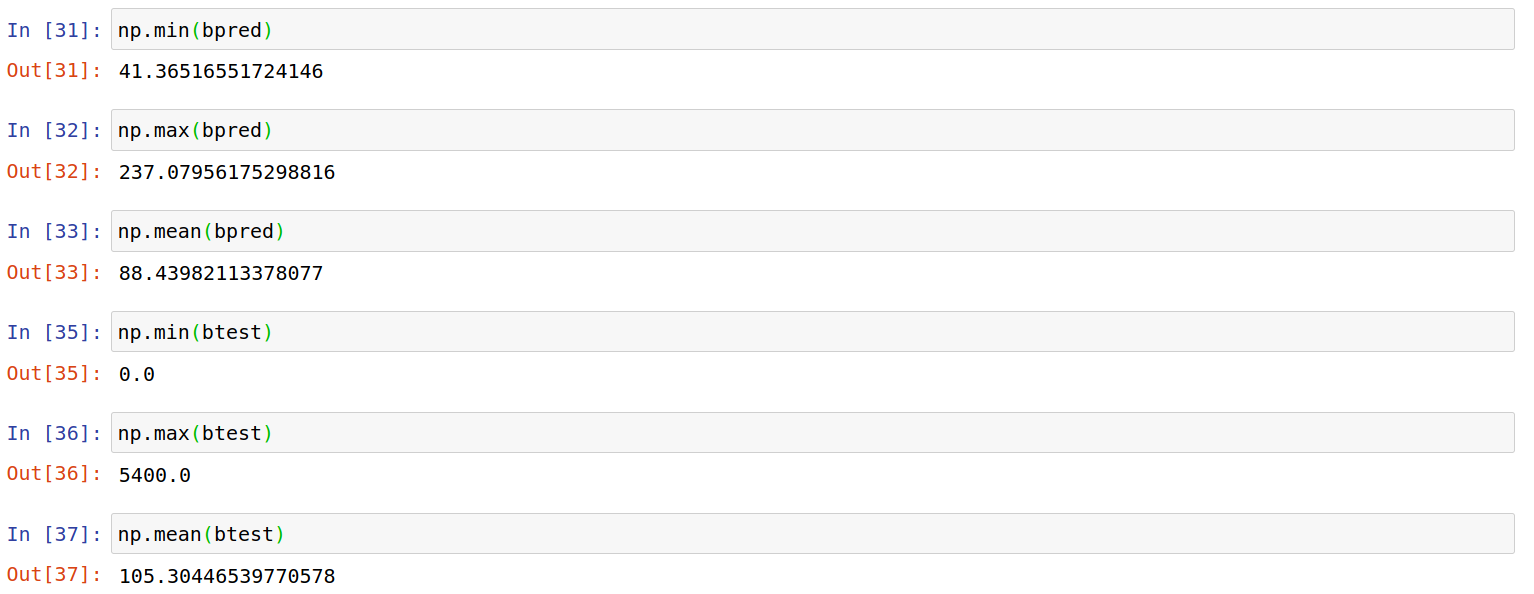 In [31]: np.min(bpred)
Out[31]: 41.36516551724146
In [32]: np.max(bpred)
Out[32]: 237.07956175298816
In [33]: np.mean(bpred)
Out[33]: 88.43982113378077
In [35]: np.min(btest)
Out[35]: 0.0
In [36]: np.max(btest)
Out[36]: 5400.0
In [37]: np.mean(btest)
Out[37]: 105.30446539770578